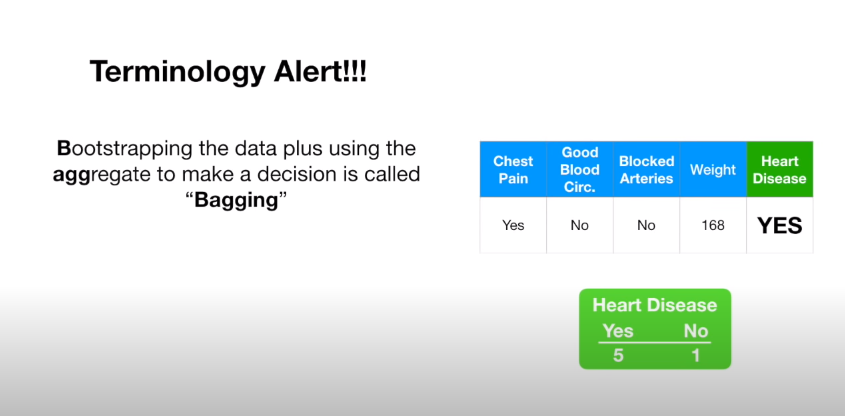 Terminology Alert!!!
Bootstrapping the data plus using the
aggregate to make a decision is called
“Bagging”
Chest Pain Good Blood Circ. Blocked Arteries Weight Heart Disease
Yes No No 168 YES
Heart Disease
Yes No
5 1